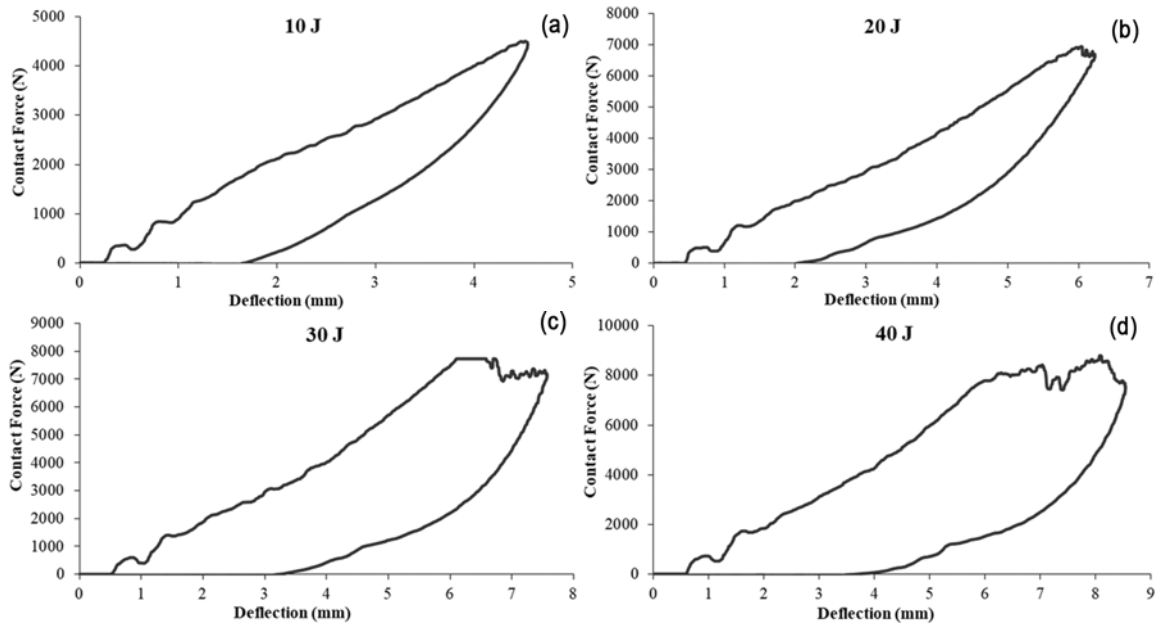 10 J
(a)
Contact Force (N)
5000
4000
3000
2000
1000
0
0 1 2 3 4 5
Deflection (mm)
20 J
(b)
Contact Force (N)
8000
7000
6000
5000
4000
3000
2000
1000
0
0 1 2 3 4 5 6 7
Deflection (mm)
30 J
(c)
Contact Force (N)
9000
8000
7000
6000
5000
4000
3000
2000
1000
0
0 1 2 3 4 5 6 7 8
Deflection (mm)
40 J
(d)
Contact Force (N)
10000
8000
6000
4000
2000
0
0 1 2 3 4 5 6 7 8 9
Deflection (mm)